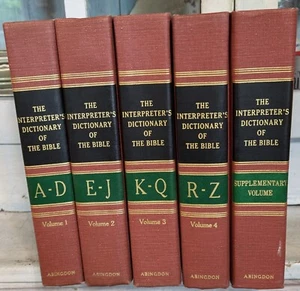 THE
INTERPRETER'S
DICTIONARY
OF
THE BIBLE
A-D
Volume 1
ABINGDON
THE
INTERPRETER'S
DICTIONARY
OF
THE BIBLE
E-J
Volume 2
ABINGDON
THE
INTERPRETER'S
DICTIONARY
OF
THE BIBLE
K-Q
Volume 3
ABINGDON
THE
INTERPRETER'S
DICTIONARY
OF
THE BIBLE
R-Z
Volume 4
ABINGDON
THE
INTERPRETER'S
DICTIONARY
OF
THE BIBLE
SUPPLEMENTARY
VOLUME
ABINGDON